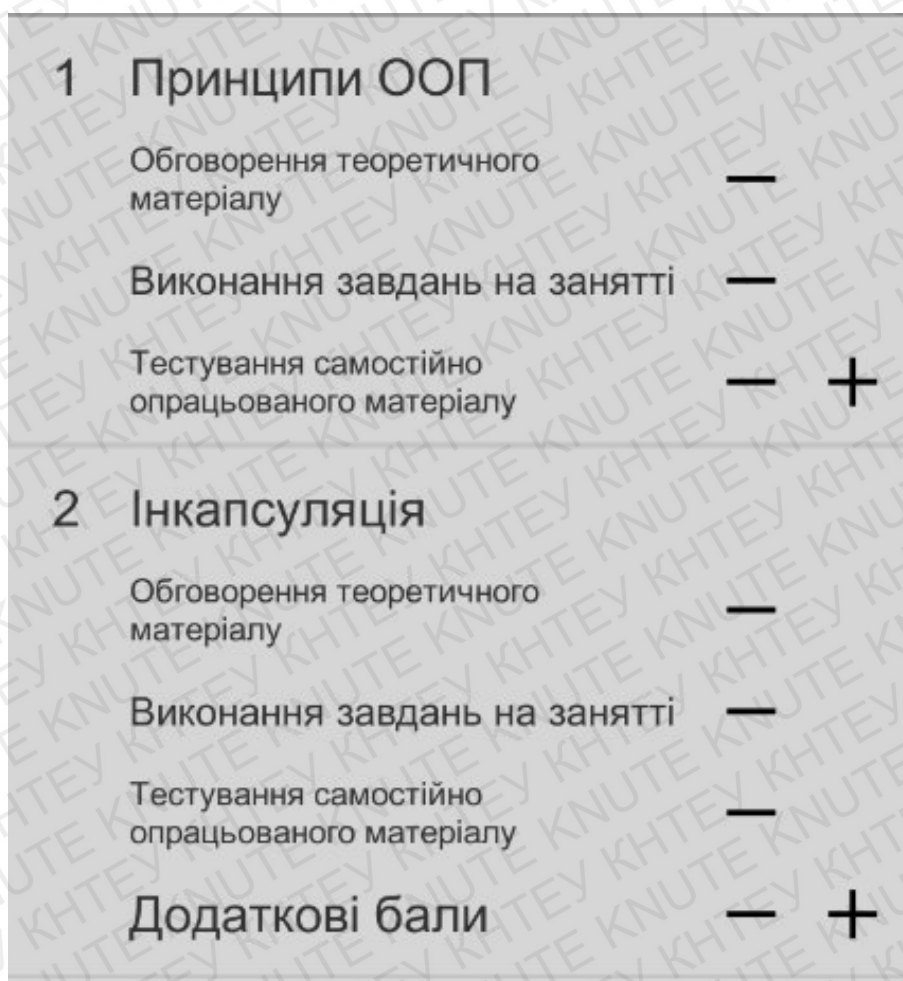 1 Принципи ООП
Обговорення теоретичного
матеріалу —
Виконання завдань на занятті —
Тестування самостійно
опрацьованого матеріалу — +
2 Інкапсуляція
Обговорення теоретичного
матеріалу —
Виконання завдань на занятті —
Тестування самостійно
опрацьованого матеріалу —
Додаткові бали — +